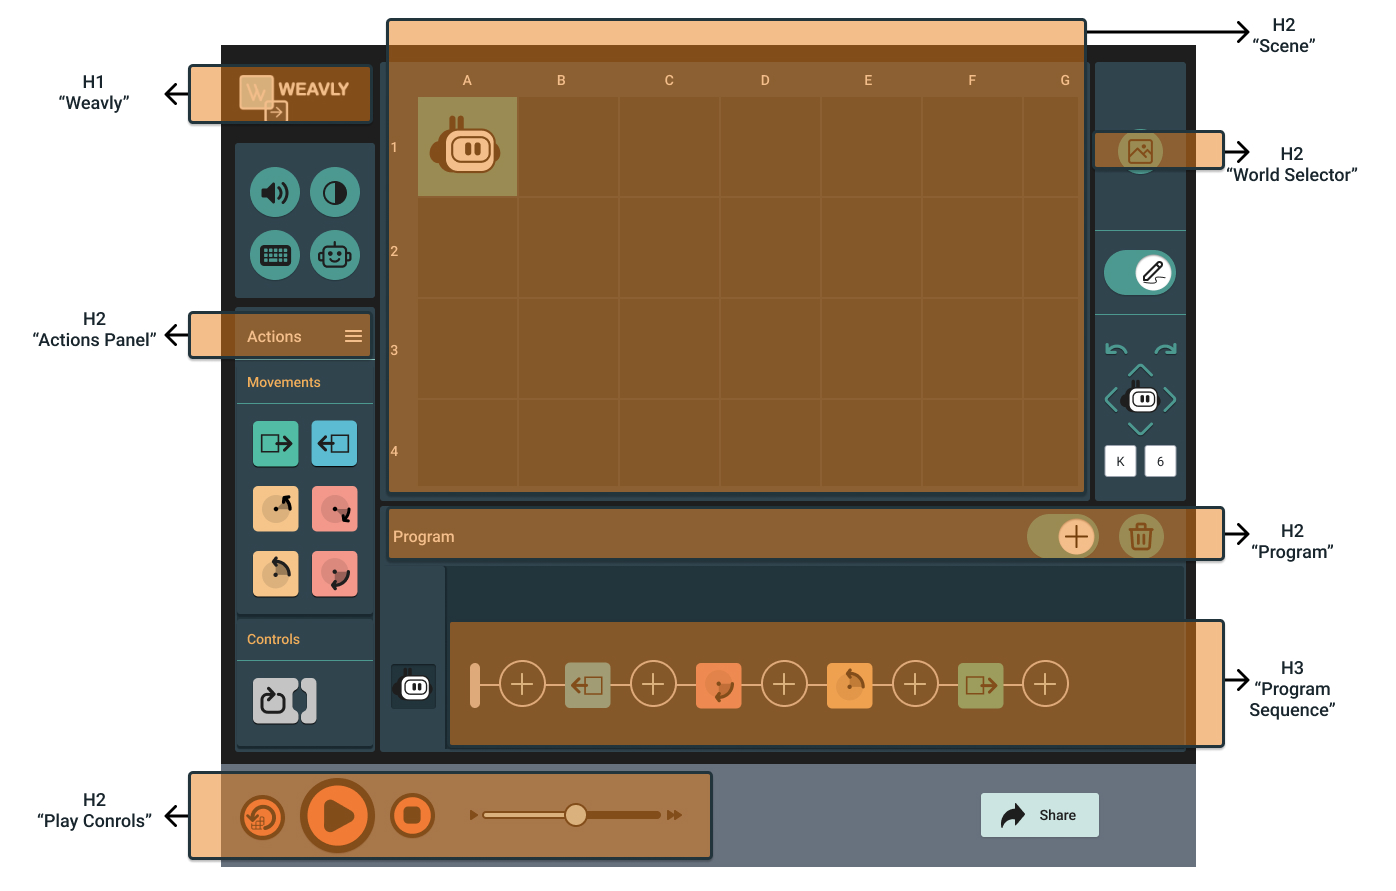 H2
“Scene”
H1
“Weavly”
W WEAVLY
A B C D E F G
1
H2
“World Selector”
2
H2
“Actions Panel”
Actions
3
Movements
4
K 6
Program
H2
“Program”
Controls
H3
“Program
Sequence”
H2
“Play Conrols”
Share